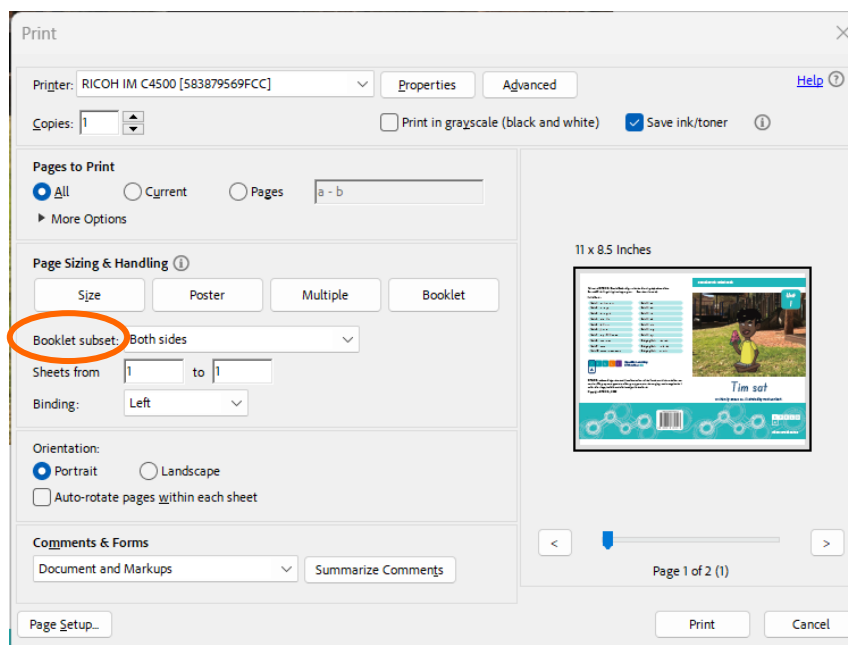 Print
Printer: RICOH IM C4500 [583879569FCC] Properties Advanced Help
Copies: 1 Print in grayscale (black and white) Save ink/toner
Pages to Print
All Current Pages a - b
More Options
Page Sizing & Handling
Size Poster Multiple Booklet
Booklet subset: Both sides
Sheets from 1 to 1
Binding: Left
Orientation:
Portrait Landscape
Auto-rotate pages within each sheet
Comments & Forms
Document and Markups Summarize Comments
Page Setup...
11 x 8.5 Inches
Unit
1
Tim sat
< >
Page 1 of 2 (1)
Print Cancel